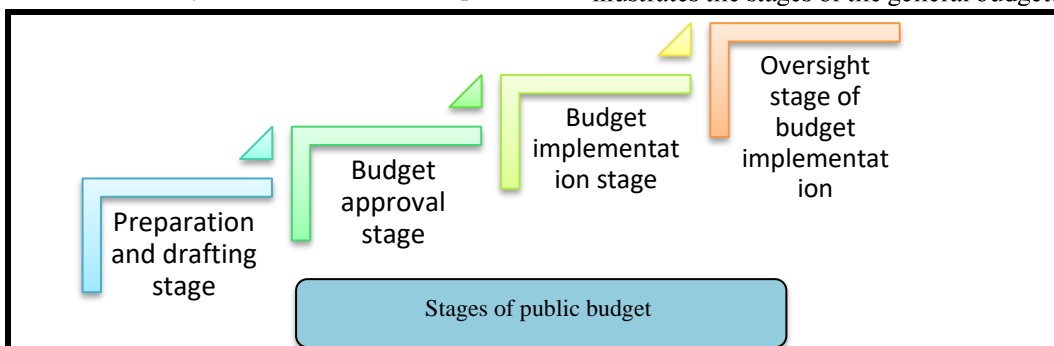 illustrates the stages of the general budget
Preparation
and drafting
stage
Budget
approval
stage
Budget
implementat
ion stage
Oversight
stage of
budget
implementat
ion
Stages of public budget